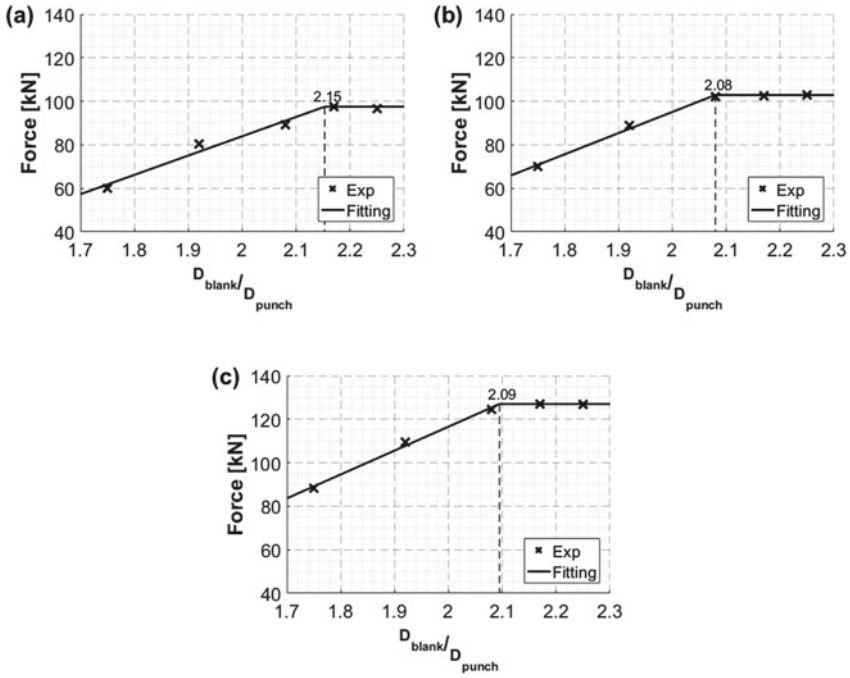 (a)
140
120
100
80
60
40
Force [kN]
2.15
Exp
Fitting
1.7 1.8 1.9 2 2.1 2.2 2.3
D_blank/D_punch
(b)
140
120
100
80
60
40
Force [kN]
2.08
Exp
Fitting
1.7 1.8 1.9 2 2.1 2.2 2.3
D_blank/D_punch
(c)
140
120
100
80
60
40
Force [kN]
2.09
Exp
Fitting
1.7 1.8 1.9 2 2.1 2.2 2.3
D_blank/D_punch